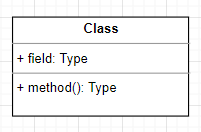 Class
+ field: Type
+ method(): Type